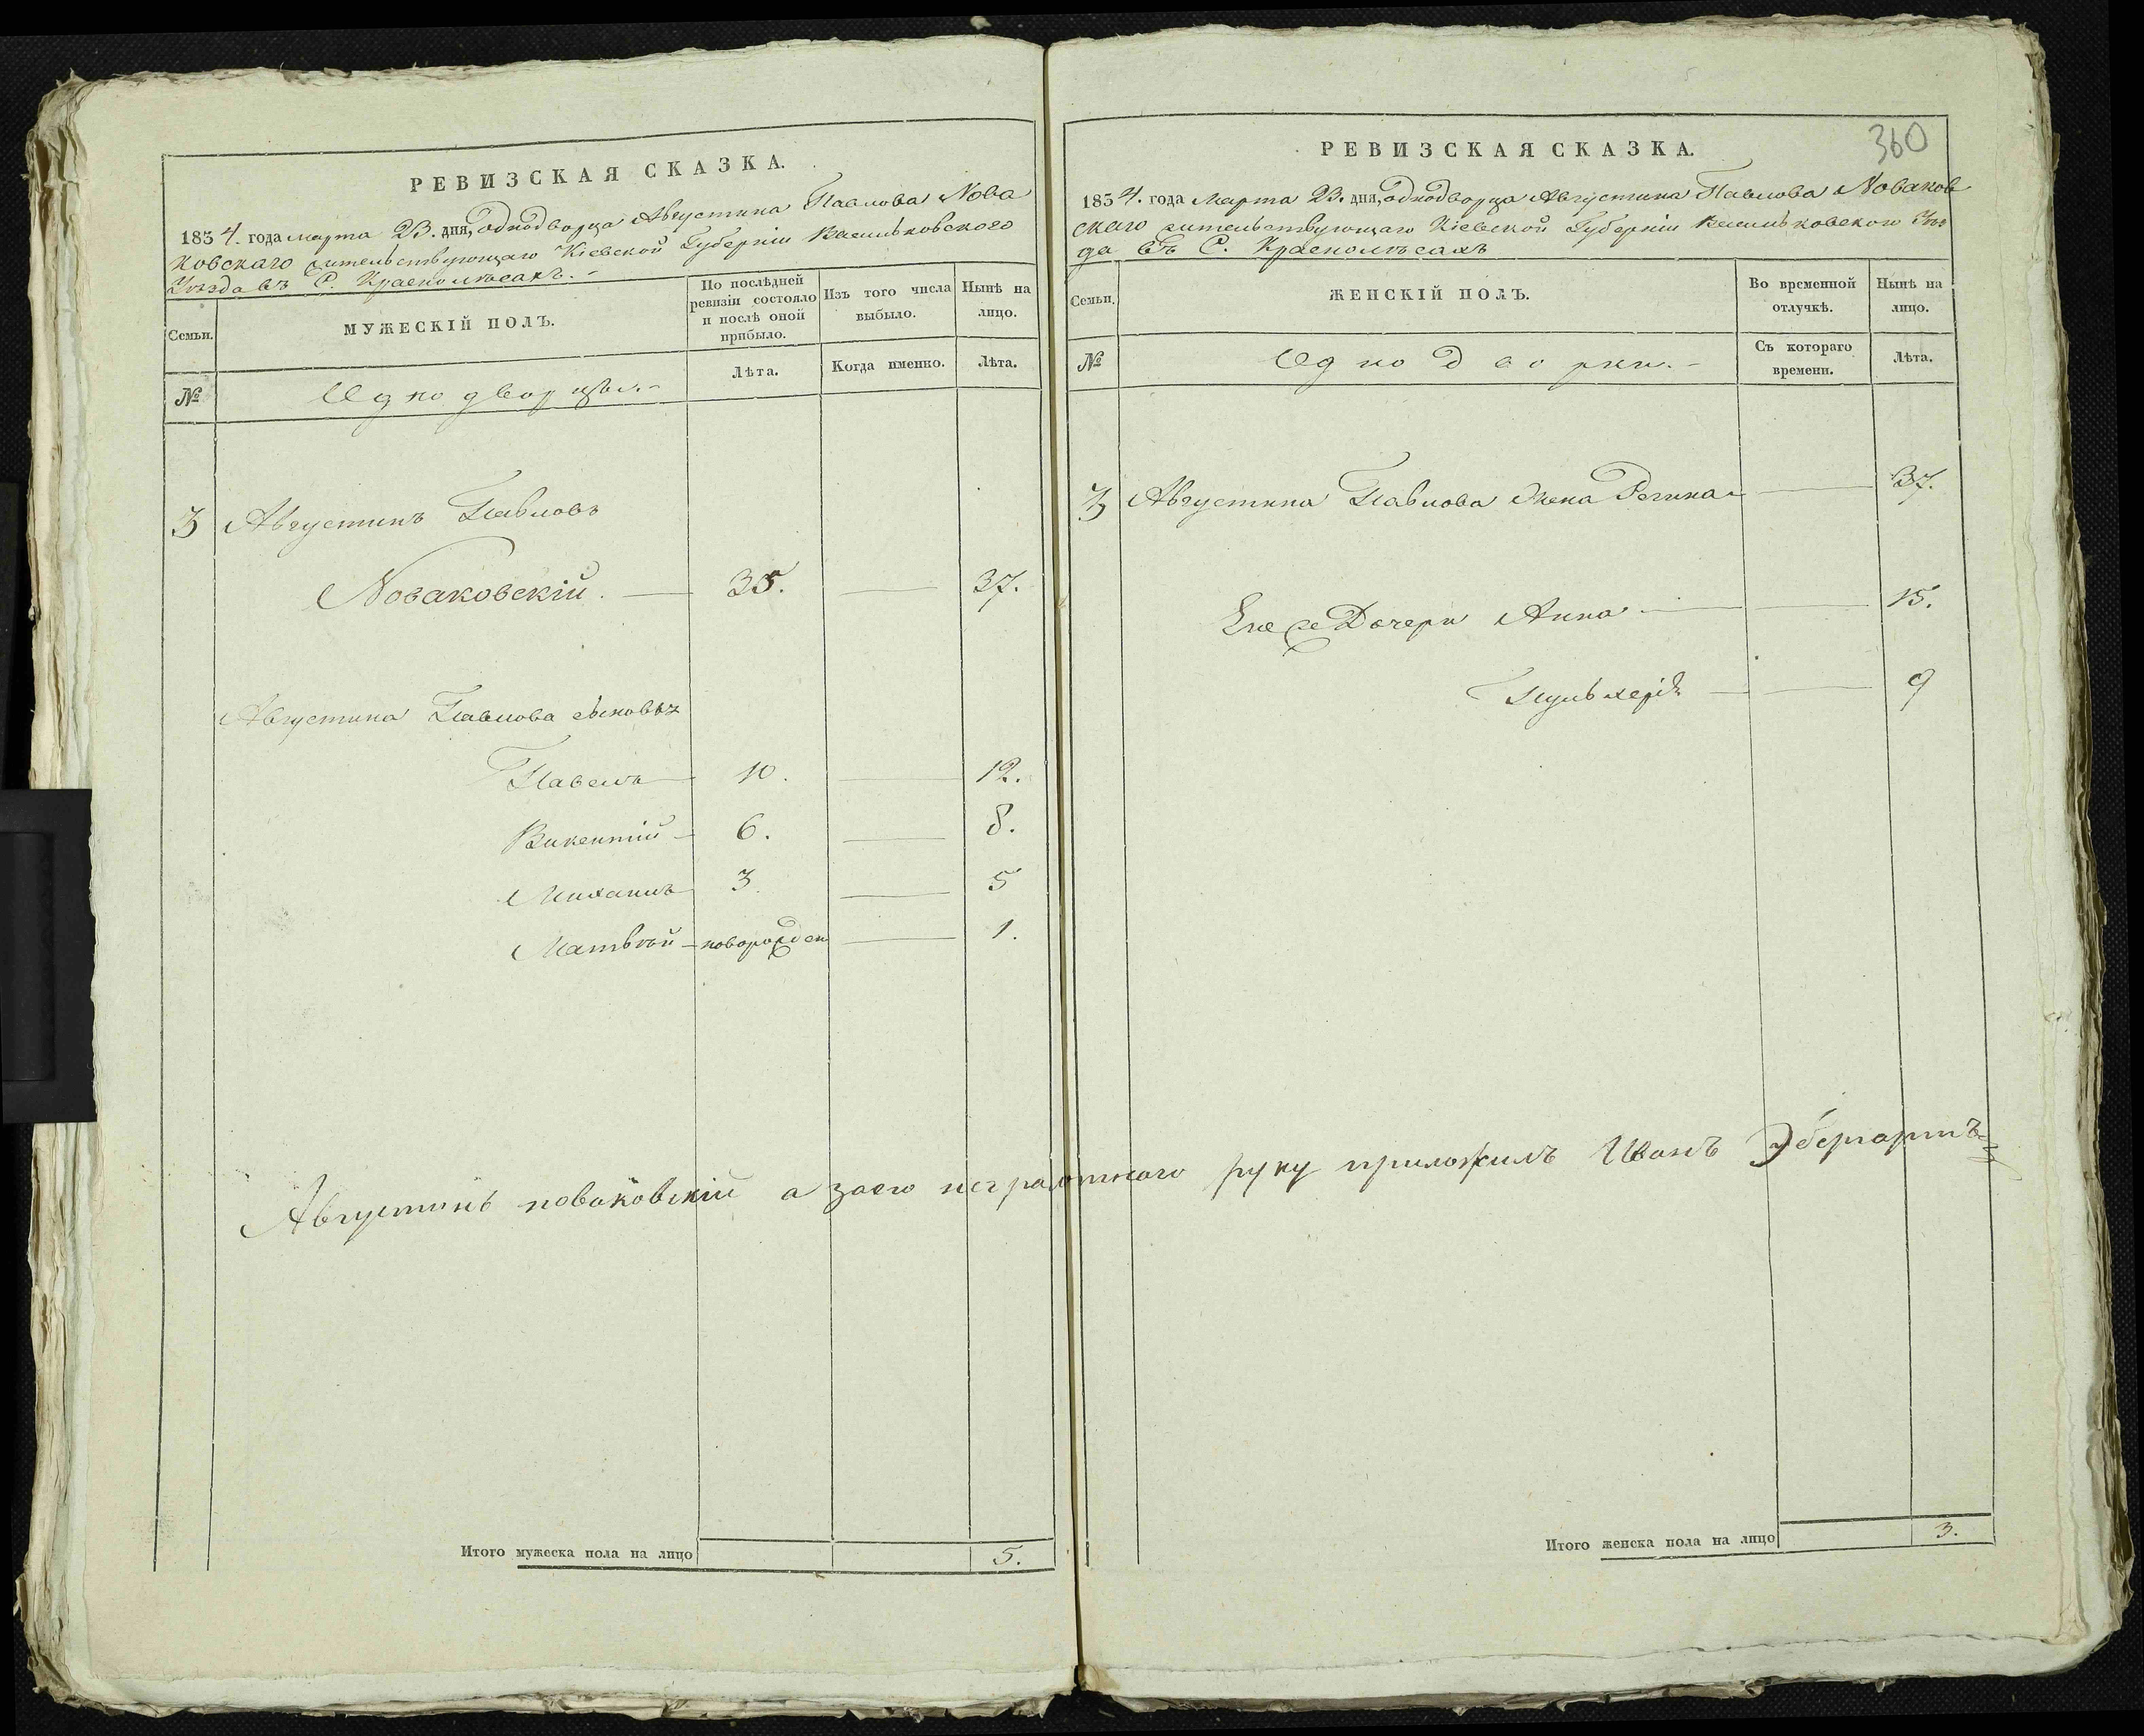 РЕВИЗСКАЯ СКАЗКА.
1834. года марта 23. дня, однодворца Августина Павлова Нова
ковскаго жительствующаго Кіевской Губерніи Васильковского
Уѣзда въ С. Краснолѣсахъ.
Семьи.
МУЖЕСКІЙ ПОЛЪ.
По послѣдней
ревизіи состояло
и послѣ оной
прибыло.
Изъ того числа
выбыло.
Нынѣ на
лицо.
№
Однодворцы.
Лѣта.
Когда именно.
Лѣта.
3 Августинъ Павловъ
Новаковскій. 35. 37.
Августина Павлова сыновья
Павелъ 10. 12.
Викентій 6. 8.
Михаилъ 3. 5
Матвѣй новорожден 1.
Итого мужеска пола на лицо 5.
360
РЕВИЗСКАЯ СКАЗКА.
1834. года Марта 23. дня, однодворца Августина Павлова Новаков
скаго жительствующаго Кіевской Губерніи Васильковского Уѣз
да въ С. Краснолѣсахъ
Семьи.
ЖЕНСКІЙ ПОЛЪ.
Во временной
отлучкѣ.
Нынѣ на
лицо.
№
Однодворки.
Съ котораго
времени.
Лѣта.
3 Августина Павлова Жена Регина 37.
Его же Дочери Анна 15.
Пульхерія 9
Августинъ новаковскій а заего неграмотнаго руку приложилъ Иванъ Эбергартъ
Итого женска пола на лицо 3.